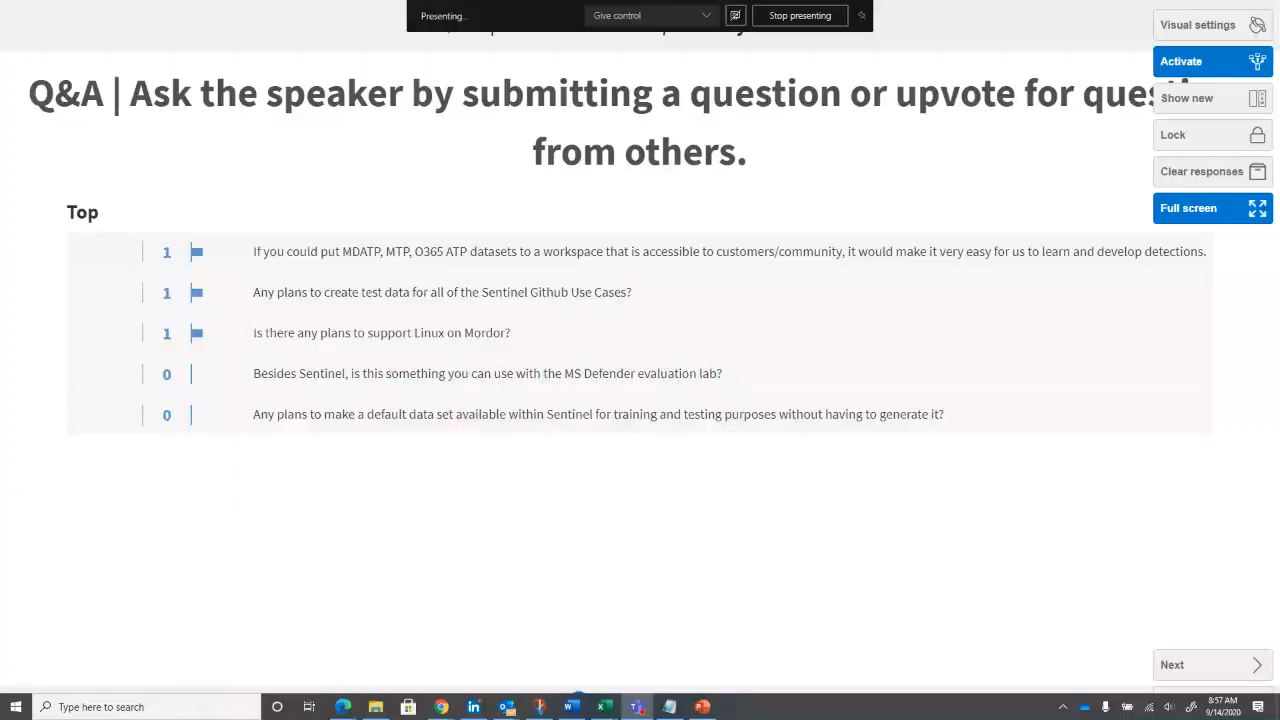 Presenting...
Give control
Stop presenting
Visual settings
Activate
Show new
Lock
Clear responses
Full screen
Q&A | Ask the speaker by submitting a question or upvote for
from others.
Top
1 If you could put MDATP, MTP, O365 ATP datasets to a workspace that is accessible to customers/community, it would make it very easy for us to learn and develop detections.
1 Any plans to create test data for all of the Sentinel Github Use Cases?
1 Is there any plans to support Linux on Mordor?
0 Besides Sentinel, is this something you can use with the MS Defender evaluation lab?
0 Any plans to make a default data set available within Sentinel for training and testing purposes without having to generate it?
Next
Type here to search
8:57 AM
9/14/2020